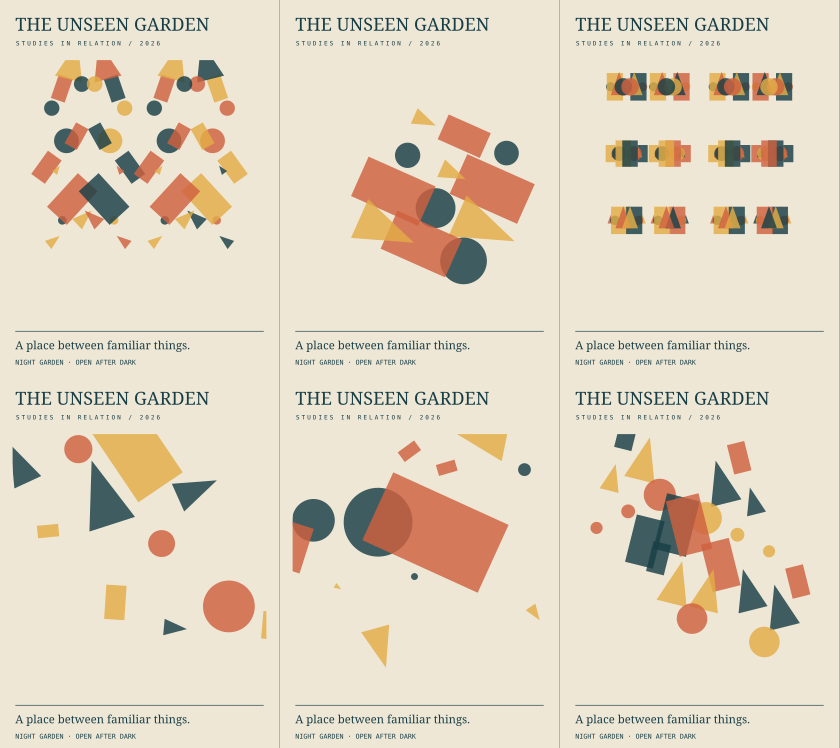 THE UNSEEN GARDEN
STUDIES IN RELATION / 2026
A place between familiar things.
NIGHT GARDEN · OPEN AFTER DARK
THE UNSEEN GARDEN
STUDIES IN RELATION / 2026
A place between familiar things.
NIGHT GARDEN · OPEN AFTER DARK
THE UNSEEN GARDEN
STUDIES IN RELATION / 2026
A place between familiar things.
NIGHT GARDEN · OPEN AFTER DARK
THE UNSEEN GARDEN
STUDIES IN RELATION / 2026
A place between familiar things.
NIGHT GARDEN · OPEN AFTER DARK
THE UNSEEN GARDEN
STUDIES IN RELATION / 2026
A place between familiar things.
NIGHT GARDEN · OPEN AFTER DARK
THE UNSEEN GARDEN
STUDIES IN RELATION / 2026
A place between familiar things.
NIGHT GARDEN · OPEN AFTER DARK